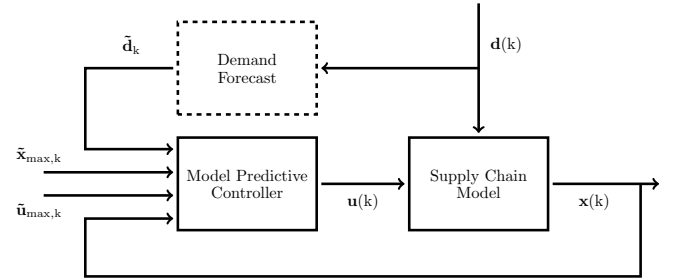 d̃ₖ
Demand
Forecast
d(k)
x̃ₘₐₓ,ₖ
ũₘₐₓ,ₖ
Model Predictive
Controller
u(k)
Supply Chain
Model
x(k)